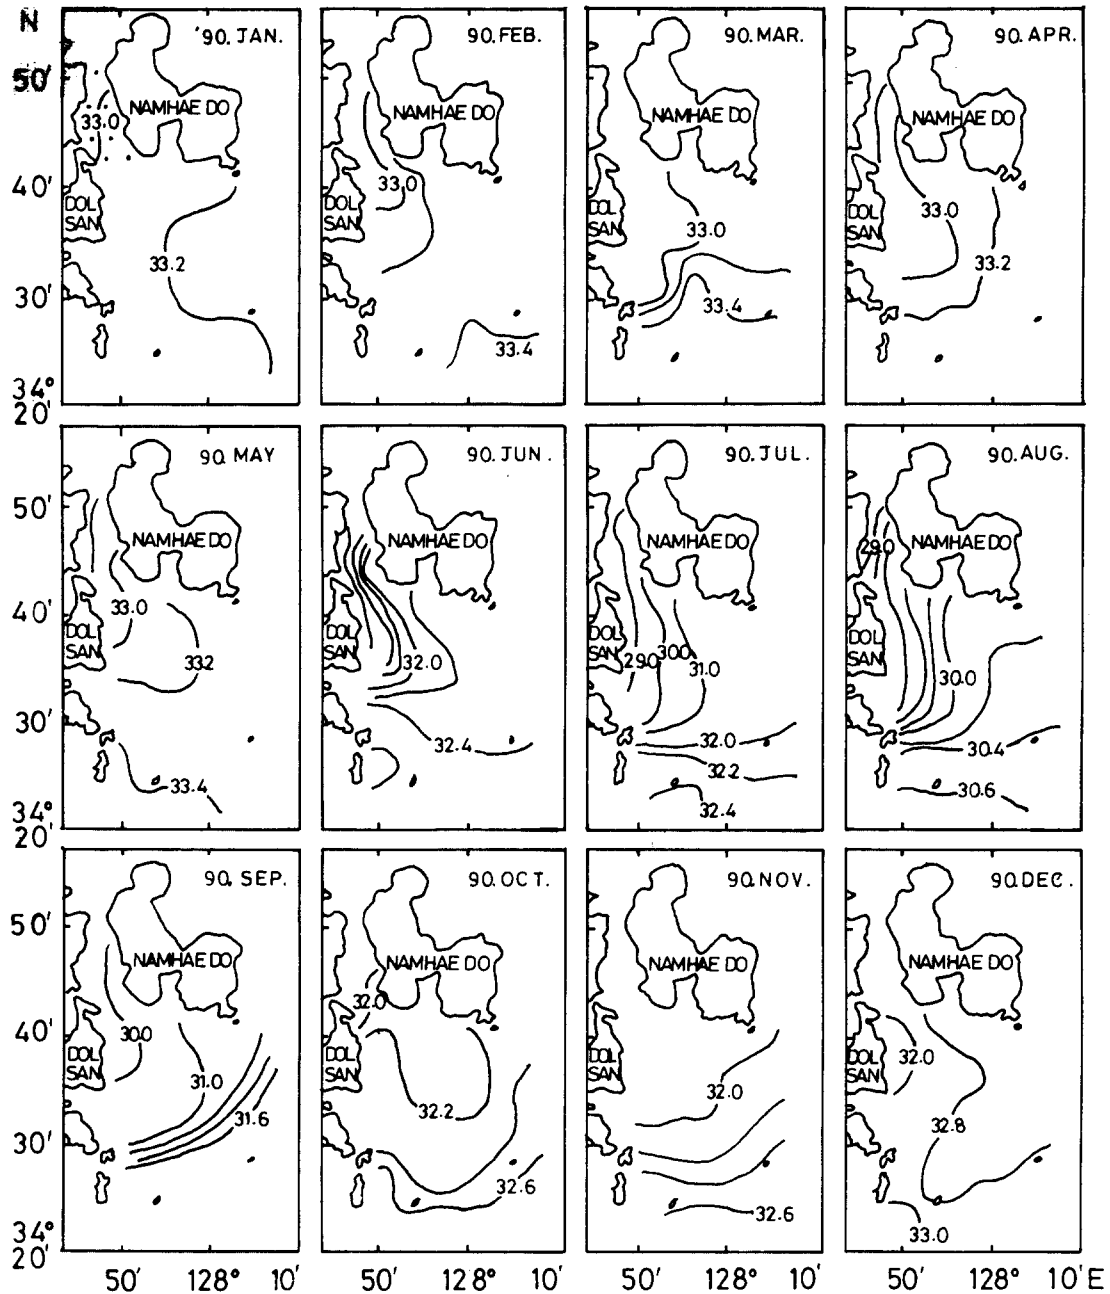 N
'90. JAN.
90. FEB.
90. MAR.
90. APR.
50'
NAMHAE DO
NAMHAE DO
NAMHAE DO
NAMHAE DO
33.0
40'
33.0
DOL SAN
DOL SAN
DOL SAN
DOL SAN
33.0
33.0
33.2
33.2
30'
33.4
33.4
34°
20'
90. MAY
90. JUN.
90. JUL.
90. AUG.
50'
NAMHAE DO
NAMHAE DO
NAMHAE DO
NAMHAE DO
29.0
40'
33.0
DOL SAN
DOL SAN
DOL SAN
DOL SAN
332
32.0
29.0
30.0
31.0
30.0
30'
32.4
32.0
30.4
33.4
32.2
30.6
32.4
34°
20'
90. SEP.
90. OCT.
90. NOV.
90. DEC.
50'
NAMHAE DO
NAMHAE DO
NAMHAE DO
NAMHAE DO
32.0
40'
30.0
DOL SAN
DOL SAN
DOL SAN
DOL SAN
32.0
31.0
32.0
31.6
32.2
32.8
30'
32.6
32.6
33.0
34°
20'
50'
128°
10'
50'
128°
10'
50'
128°
10'
50'
128°
10'E